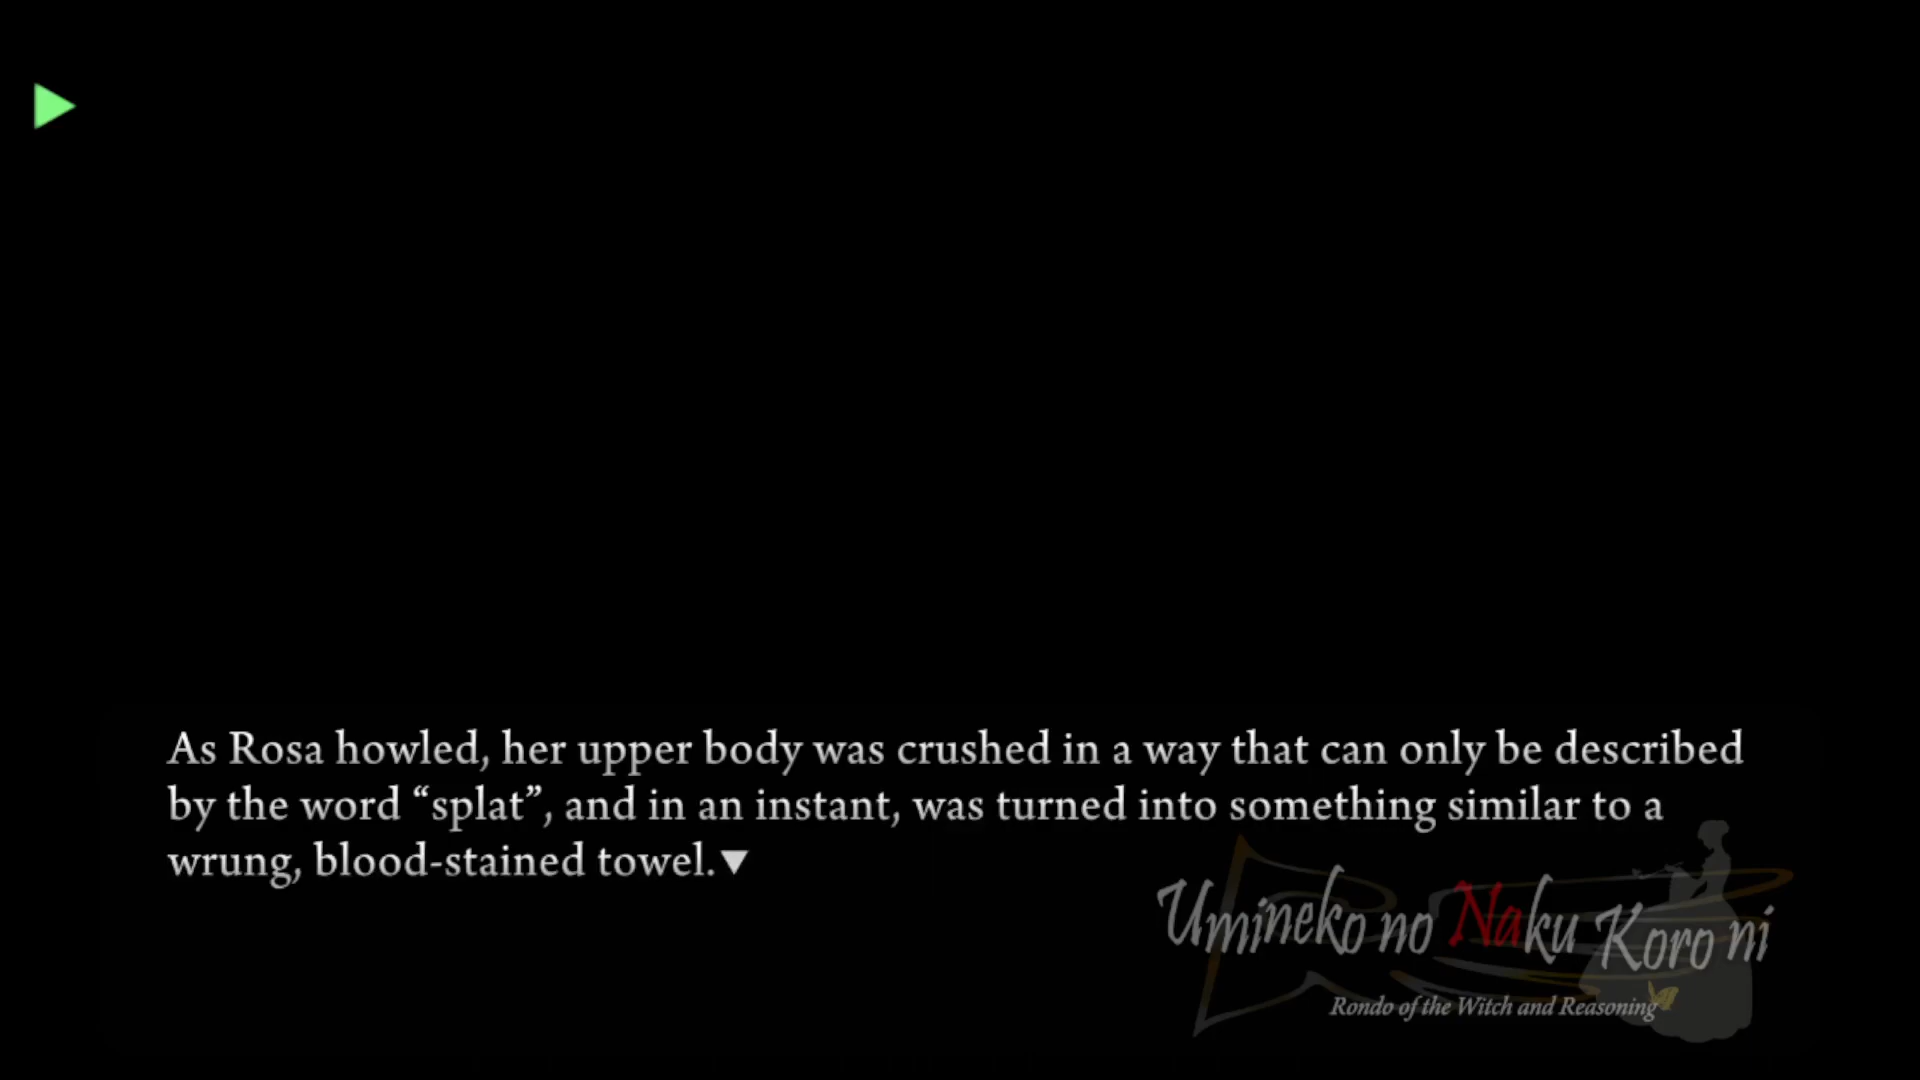 As Rosa howled, her upper body was crushed in a way that can only be described
by the word “splat”, and in an instant, was turned into something similar to a
wrung, blood-stained towel.
Umineko no Naku Koro ni
Rondo of the Witch and Reasoning